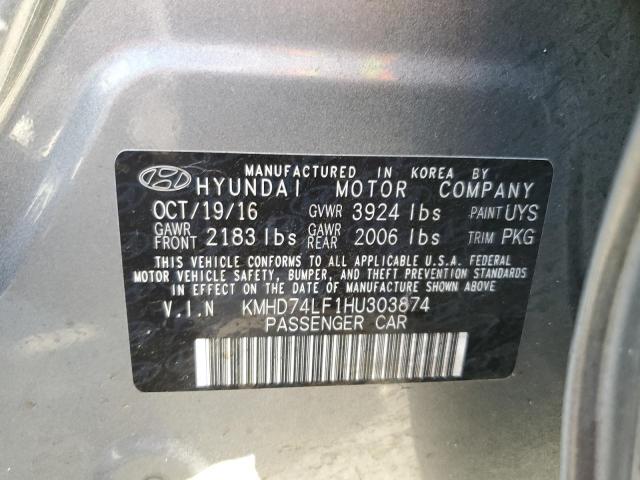 MANUFACTURED IN KOREA BY
HYUNDAI MOTOR COMPANY
OCT/19/16 GVWR 3924 lbs PAINT UYS
GAWR FRONT 2183 lbs GAWR REAR 2006 lbs TRIM PKG
THIS VEHICLE CONFORMS TO ALL APPLICABLE U.S.A. FEDERAL
MOTOR VEHICLE SAFETY, BUMPER, AND THEFT PREVENTION STANDARDS
IN EFFECT ON THE DATE OF MANUFACTURE SHOWN ABOVE.
V.I.N KMHD74LF1HU303874
PASSENGER CAR